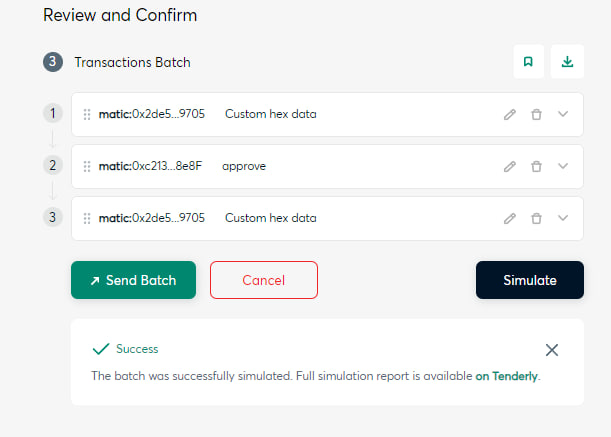 Review and Confirm
3 Transactions Batch
1 matic:0x2de5...9705 Custom hex data
2 matic:0xc213...8e8F approve
3 matic:0x2de5...9705 Custom hex data
Send Batch Cancel Simulate
Success
The batch was successfully simulated. Full simulation report is available on Tenderly.